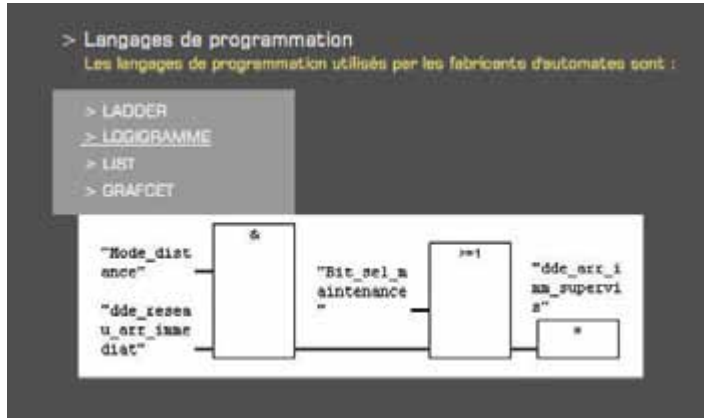 > Langages de programmation
Les langages de programmation utilisés par les fabricants d'automates sont :
> LADDER
> LOGIGRAMME
> LIST
> GRAFCET
&
"Mode_dist
ance"
"dde_resea
u_arr_imme
diat"
"Bit_sel_m
aintenance
"
>=1
"dde_arr_i
mm_supervi
s"
=